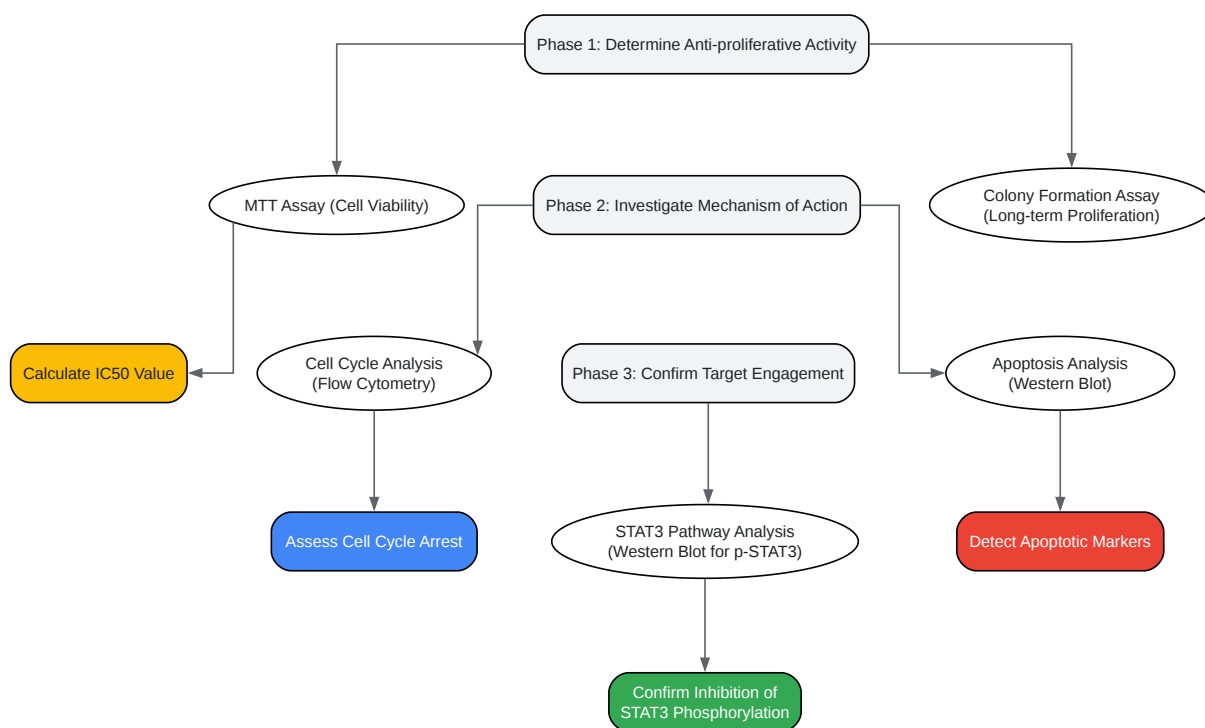 Phase 1: Determine Anti-proliferative Activity
MTT Assay (Cell Viability)
Phase 2: Investigate Mechanism of Action
Colony Formation Assay
(Long-term Proliferation)
Calculate IC50 Value
Cell Cycle Analysis
(Flow Cytometry)
Phase 3: Confirm Target Engagement
Apoptosis Analysis
(Western Blot)
Assess Cell Cycle Arrest
STAT3 Pathway Analysis
(Western Blot for p-STAT3)
Detect Apoptotic Markers
Confirm Inhibition of
STAT3 Phosphorylation